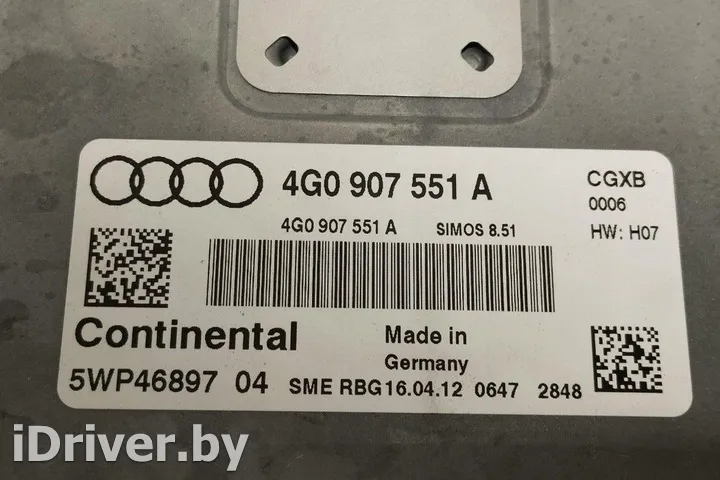 4G0 907 551 A
CGXB
0006
4G0 907 551 A SIMOS 8.51
HW: H07
Continental
Made in
Germany
5WP46897 04 SME RBG16.04.12 0647 2848
iDriver.by